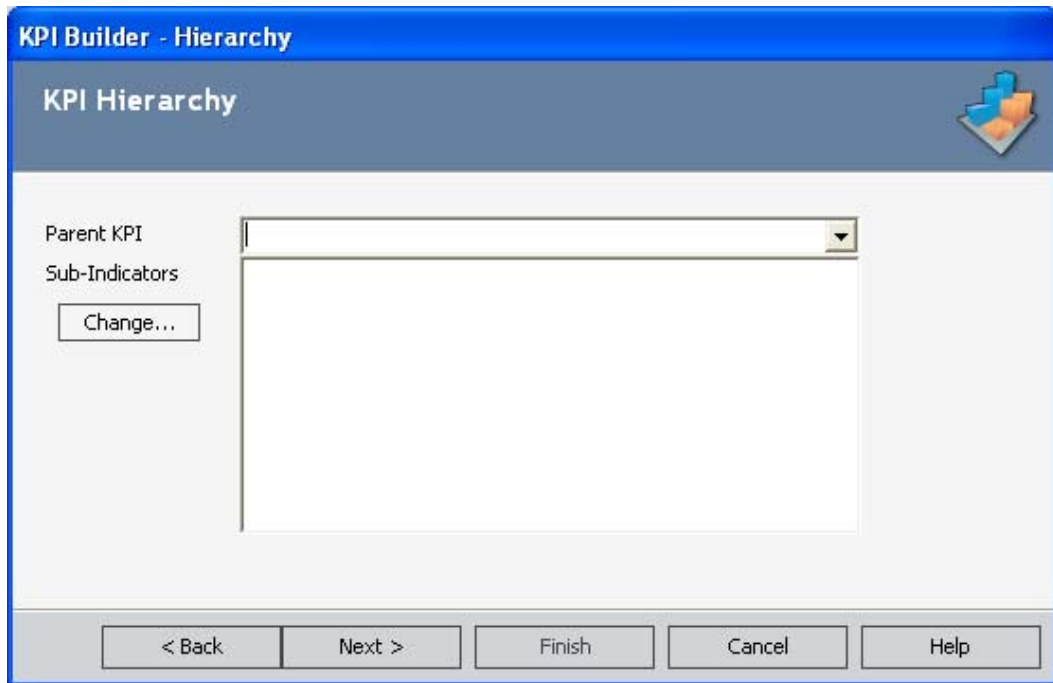 KPI Builder - Hierarchy
KPI Hierarchy
Parent KPI
Sub-Indicators
Change...
< Back
Next >
Finish
Cancel
Help